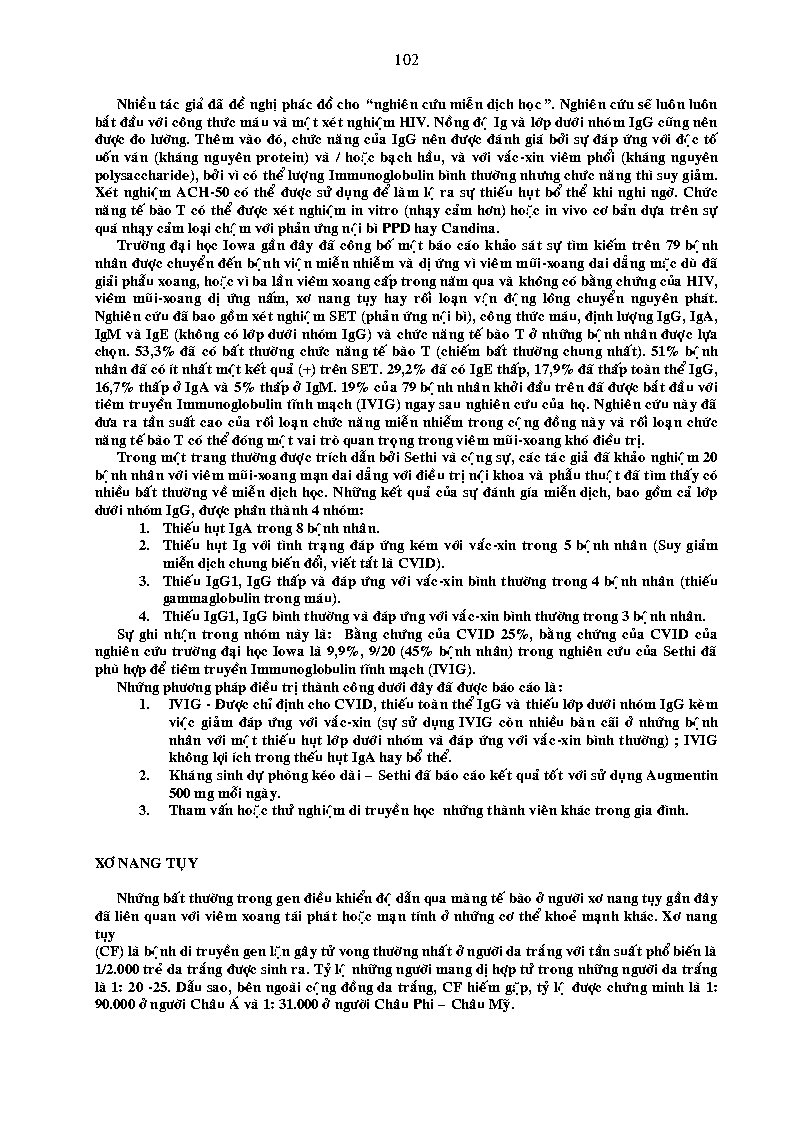 102
Nhiều tác giả đã đề nghị phác đồ cho “nghiên cứu miễn dịch học”. Nghiên cứu sẽ luôn luôn
bắt đầu với công thức máu và một xét nghiệm HIV. Nồng độ Ig và lớp dưới nhóm IgG cũng nên
được đo lường. Thêm vào đó, chức năng của IgG nên được đánh giá bởi sự đáp ứng với độc tố
uốn ván (kháng nguyên protein) và / hoặc bạch hầu, và với vắc-xin viêm phổi (kháng nguyên
polysaccharide), bởi vì có thể lượng Immunoglobulin bình thường nhưng chức năng thì suy giảm.
Xét nghiệm ACH-50 có thể được sử dụng để làm lộ ra sự thiếu hụt bổ thể khi nghi ngờ. Chức
năng tế bào T có thể được xét nghiệm in vitro (nhạy cảm hơn) hoặc in vivo cơ bản dựa trên sự
quá nhạy cảm loại chậm với phản ứng nội bì PPD hay Candina.
Trường đại học Iowa gần đây đã công bố một báo cáo khảo sát sự tìm kiếm trên 79 bệnh
nhân được chuyển đến bệnh viện miễn nhiễm và dị ứng vì viêm mũi-xoang dai dẳng mặc dù đã
giải phẫu xoang, hoặc vì ba lần viêm xoang cấp trong năm qua và không có bằng chứng của HIV,
viêm mũi-xoang dị ứng nấm, xơ nang tụy hay rối loạn vận động lông chuyển nguyên phát.
Nghiên cứu đã bao gồm xét nghiệm SET (phản ứng nội bì), công thức máu, định lượng IgG, IgA,
IgM và IgE (không có lớp dưới nhóm IgG) và chức năng tế bào T ở những bệnh nhân được lựa
chọn. 53,3% đã có bất thường chức năng tế bào T (chiếm bất thường chung nhất). 51% bệnh
nhân đã có ít nhất một kết quả (+) trên SET. 29,2% đã có IgE thấp, 17,9% đã thấp toàn thể IgG,
16,7% thấp ở IgA và 5% thấp ở IgM. 19% của 79 bệnh nhân khởi đầu trên đã được bắt đầu với
tiêm truyền Immunoglobulin tĩnh mạch (IVIG) ngay sau nghiên cứu của họ. Nghiên cứu này đã
đưa ra tần suất cao của rối loạn chức năng miễn nhiễm trong cộng đồng này và rối loạn chức
năng tế bào T có thể đóng một vai trò quan trọng trong viêm mũi-xoang khó điều trị.
Trong một trang thường được trích dẫn bởi Sethi và cộng sự, các tác giả đã khảo nghiệm 20
bệnh nhân với viêm mũi-xoang mạn dai dẳng với điều trị nội khoa và phẫu thuật đã tìm thấy có
nhiều bất thường về miễn dịch học. Những kết quả của sự đánh gía miễn dịch, bao gồm cả lớp
dưới nhóm IgG, được phân thành 4 nhóm:
1. Thiếu hụt IgA trong 8 bệnh nhân.
2. Thiếu hụt Ig với tình trạng đáp ứng kém với vắc-xin trong 5 bệnh nhân (Suy giảm
miễn dịch chung biến đổi, viết tắt là CVID).
3. Thiếu IgG1, IgG thấp và đáp ứng với vắc-xin bình thường trong 4 bệnh nhân (thiếu
gammaglobulin trong máu).
4. Thiếu IgG1, IgG bình thường và đáp ứng với vắc-xin bình thường trong 3 bệnh nhân.
Sự ghi nhận trong nhóm này là: Bằng chứng của CVID 25%, bằng chứng của CVID của
nghiên cứu trường đại học Iowa là 9,9%, 9/20 (45% bệnh nhân) trong nghiên cứu của Sethi đã
phù hợp để tiêm truyền Immunoglobulin tĩnh mạch (IVIG).
Những phương pháp điều trị thành công dưới đây đã được báo cáo là:
1. IVIG - Được chỉ định cho CVID, thiếu toàn thể IgG và thiếu lớp dưới nhóm IgG kèm
việc giảm đáp ứng với vắc-xin (sự sử dụng IVIG còn nhiều bàn cãi ở những bệnh
nhân với một thiếu hụt lớp dưới nhóm và đáp ứng với vắc-xin bình thường) ; IVIG
không lợi ích trong thếu hụt IgA hay bổ thể.
2. Kháng sinh dự phòng kéo dài – Sethi đã báo cáo kết quả tốt với sử dụng Augmentin
500 mg mỗi ngày.
3. Tham vấn hoặc thử nghiệm di truyền học những thành viên khác trong gia đình.
XƠ NANG TỤY
Những bất thường trong gen điều khiển độ dẫn qua màng tế bào ở người xơ nang tụy gần đây
đã liên quan với viêm xoang tái phát hoặc mạn tính ở những cơ thể khoẻ mạnh khác. Xơ nang
tụy
(CF) là bệnh di truyền gen lặn gây tử vong thường nhất ở người da trắng với tần suất phổ biến là
1/2.000 trẻ da trắng được sinh ra. Tỷ lệ những người mang dị hợp tử trong những người da trắng
là 1: 20 -25. Dẫu sao, bên ngoài cộng đồng da trắng, CF hiếm gặp, tỷ lệ được chứng minh là 1:
90.000 ở người Châu Á và 1: 31.000 ở người Châu Phi – Châu Mỹ.